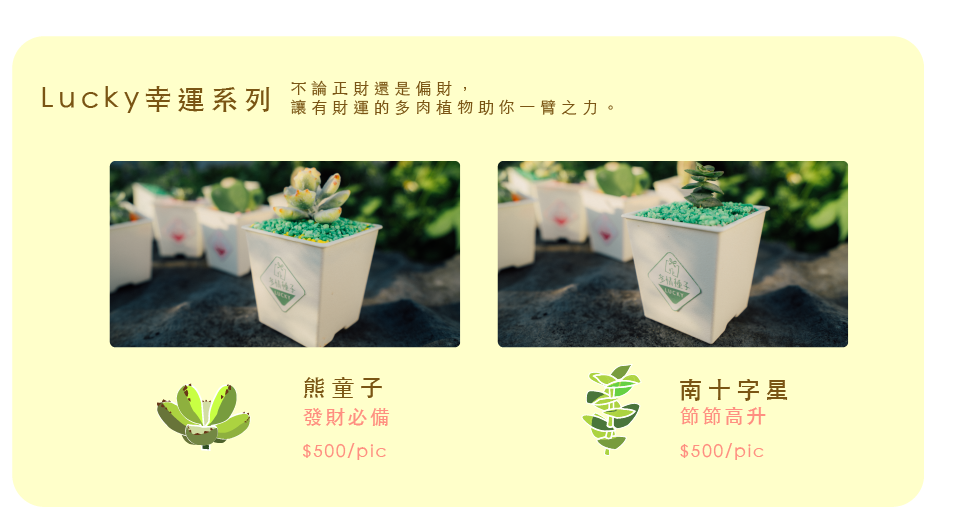 Lucky幸運系列
不論正財還是偏財，
讓有財運的多肉植物助你一臂之力。
LUCKY
LUCKY
熊童子
發財必備
$500/pic
南十字星
節節高升
$500/pic